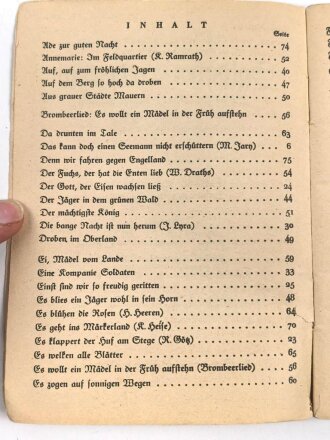 INHALT
Seite
Ade zur guten Nacht 74
Annemarie: Im Feldquartier (K. Ramrath) 52
Auf, auf zum fröhlichen Jagen 40
Auf dem Berg so hoch da droben 47
Aus grauer Städte Mauern 50
Brombeerlied: Es wollt ein Mädel in der Früh aufstehn 56
Da drunten im Tale 63
Das kann doch einen Seemann nicht erschüttern (M. Jary) 6
Denn wir fahren gegen Engelland 75
Der Fuchs, der hat die Enten lieb (W. Draths) 54
Der Gott, der Eisen wachsen ließ 24
Der Jäger in dem grünen Wald 44
Der mächtigste König 51
Die bange Nacht ist nun herum (J. Lyra) 30
Droben im Oberland 49
Ei, Mädel vom Lande 59
Eine Kompanie Soldaten 33
Einst sind wir so freudig geritten 25
Es blies ein Jäger wohl in sein Horn 48
Es blühen die Rosen (H. Heeren) 64
Es geht ins Märkerland (K. Heise) 70
Es klappert der Huf am Stege (R. Götz) 23
Es welken alle Blätter 65
Es wollt ein Mädel in der Früh aufstehn (Brombeerlied) 56
Es zogen auf sonnigen Wegen 60